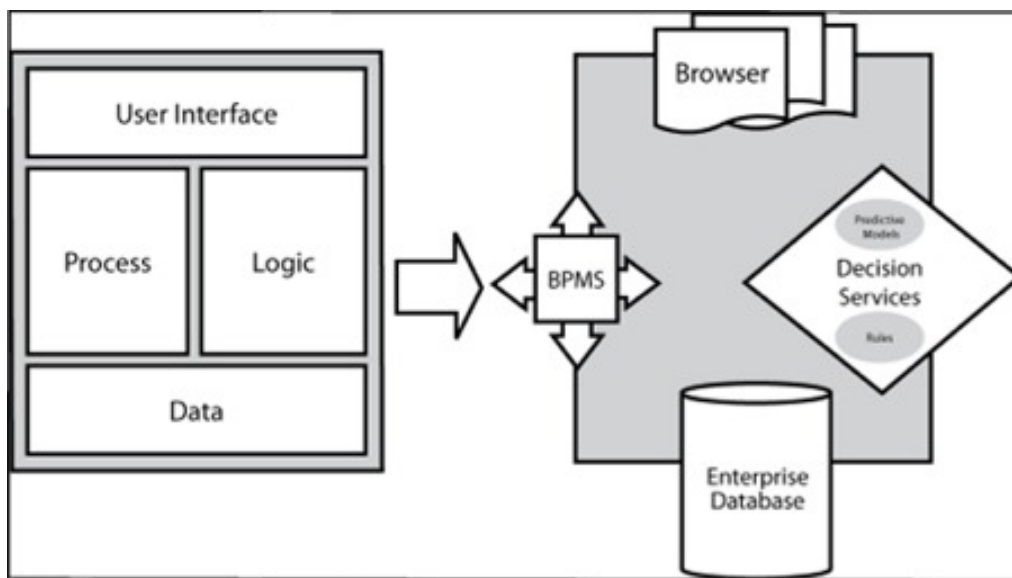 User Interface
Process
Logic
Data
Browser
BPMS
Predictive
Models
Decision
Services
Rules
Enterprise
Database